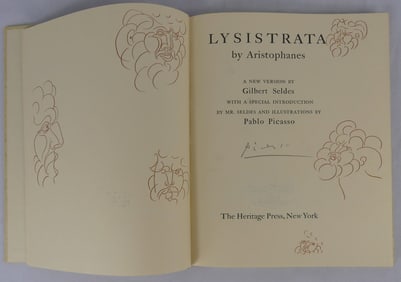 LYSISTRATA
by Aristophanes
A NEW VERSION BY
Gilbert Seldes
WITH A SPECIAL INTRODUCTION
BY MR. SELDES AND ILLUSTRATIONS BY
Pablo Picasso
Picasso
The Heritage Press, New York